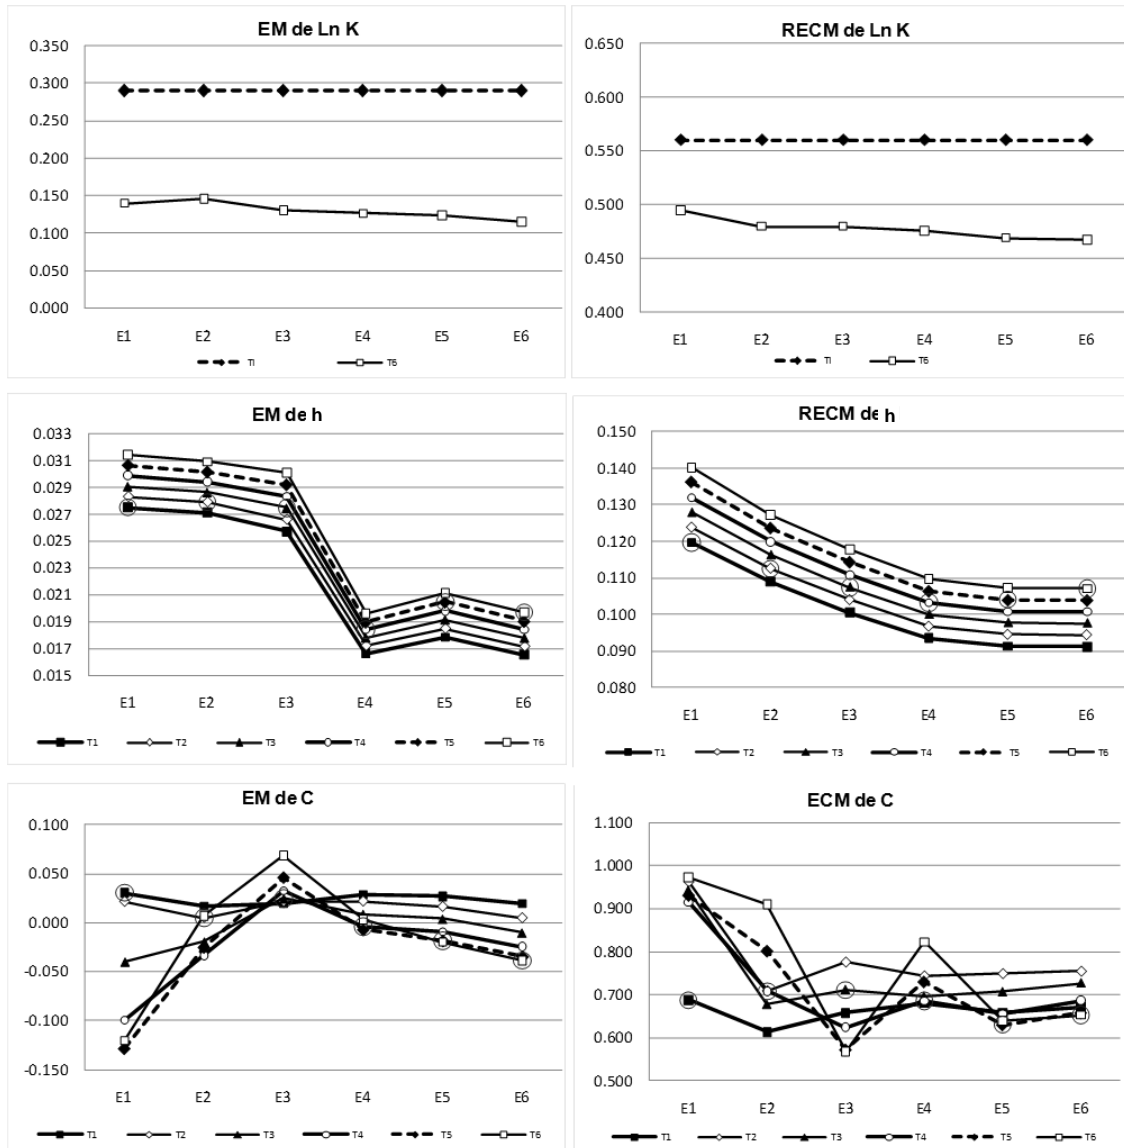 EM de Ln K
0.350
0.300
0.250
0.200
0.150
0.100
0.050
0.000
E1 E2 E3 E4 E5 E6
TI T6
RECM de Ln K
0.650
0.600
0.550
0.500
0.450
0.400
E1 E2 E3 E4 E5 E6
TI T6
EM de h
0.033
0.031
0.029
0.027
0.025
0.023
0.021
0.019
0.017
0.015
E1 E2 E3 E4 E5 E6
T1 T2 T3 T4 T5 T6
RECM de h
0.150
0.140
0.130
0.120
0.110
0.100
0.090
0.080
E1 E2 E3 E4 E5 E6
T1 T2 T3 T4 T5 T6
EM de C
0.100
0.050
0.000
-0.050
-0.100
-0.150
E1 E2 E3 E4 E5 E6
T1 T2 T3 T4 T5 T6
ECM de C
1.100
1.000
0.900
0.800
0.700
0.600
0.500
E1 E2 E3 E4 E5 E6
T1 T2 T3 T4 T5 T6